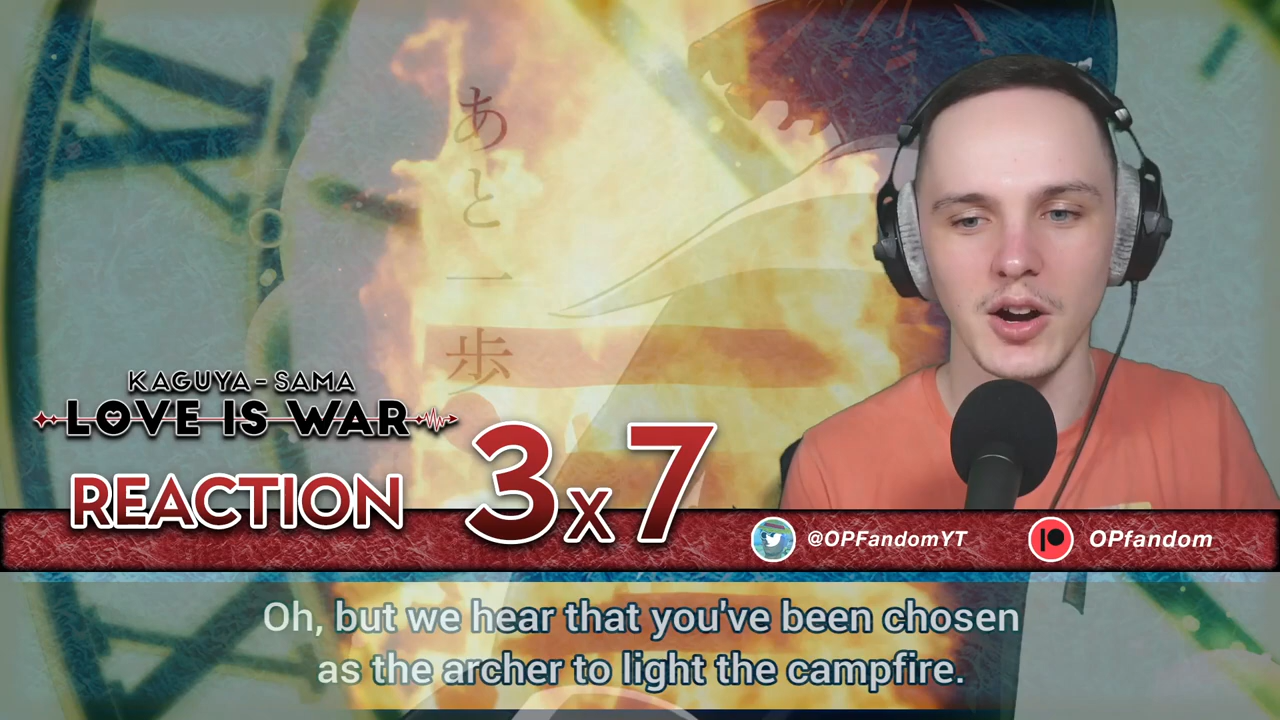 あと一歩
KAGUYA-SAMA
LOVE IS WAR
REACTION
3x7
@OPFandomYT
OPfandom
Oh, but we hear that you've been chosen
as the archer to light the campfire.